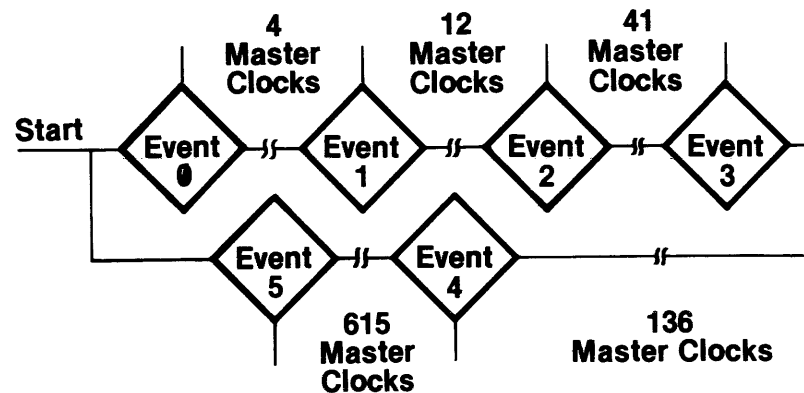 4
Master
Clocks
12
Master
Clocks
41
Master
Clocks
Start
Event
0
Event
1
Event
2
Event
3
Event
5
Event
4
615
Master
Clocks
136
Master Clocks